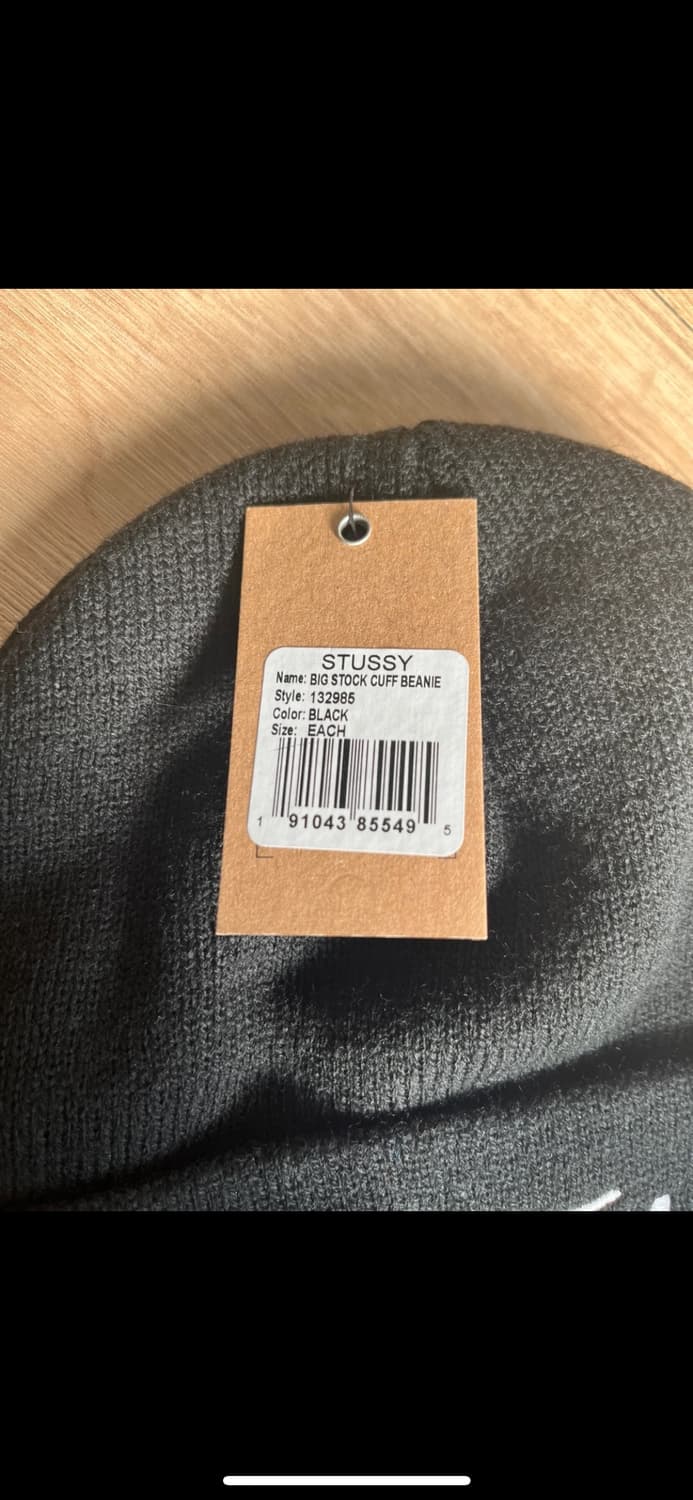 STUSSY
Name: BIG STOCK CUFF BEANIE
Style: 132985
Color: BLACK
Size: EACH
1 91043 85549 5